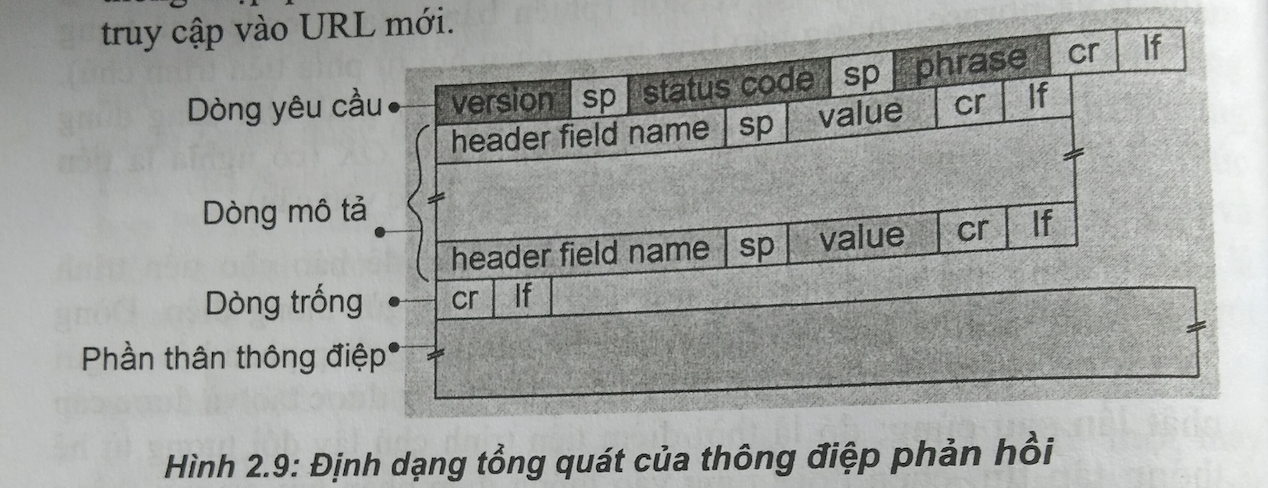 truy cập vào URL mới.
Dòng yêu cầu version sp status code sp phrase cr lf
header field name sp value cr lf
Dòng mô tả
header field name sp value cr lf
Dòng trống cr lf
Phần thân thông điệp
Hình 2.9: Định dạng tổng quát của thông điệp phản hồi